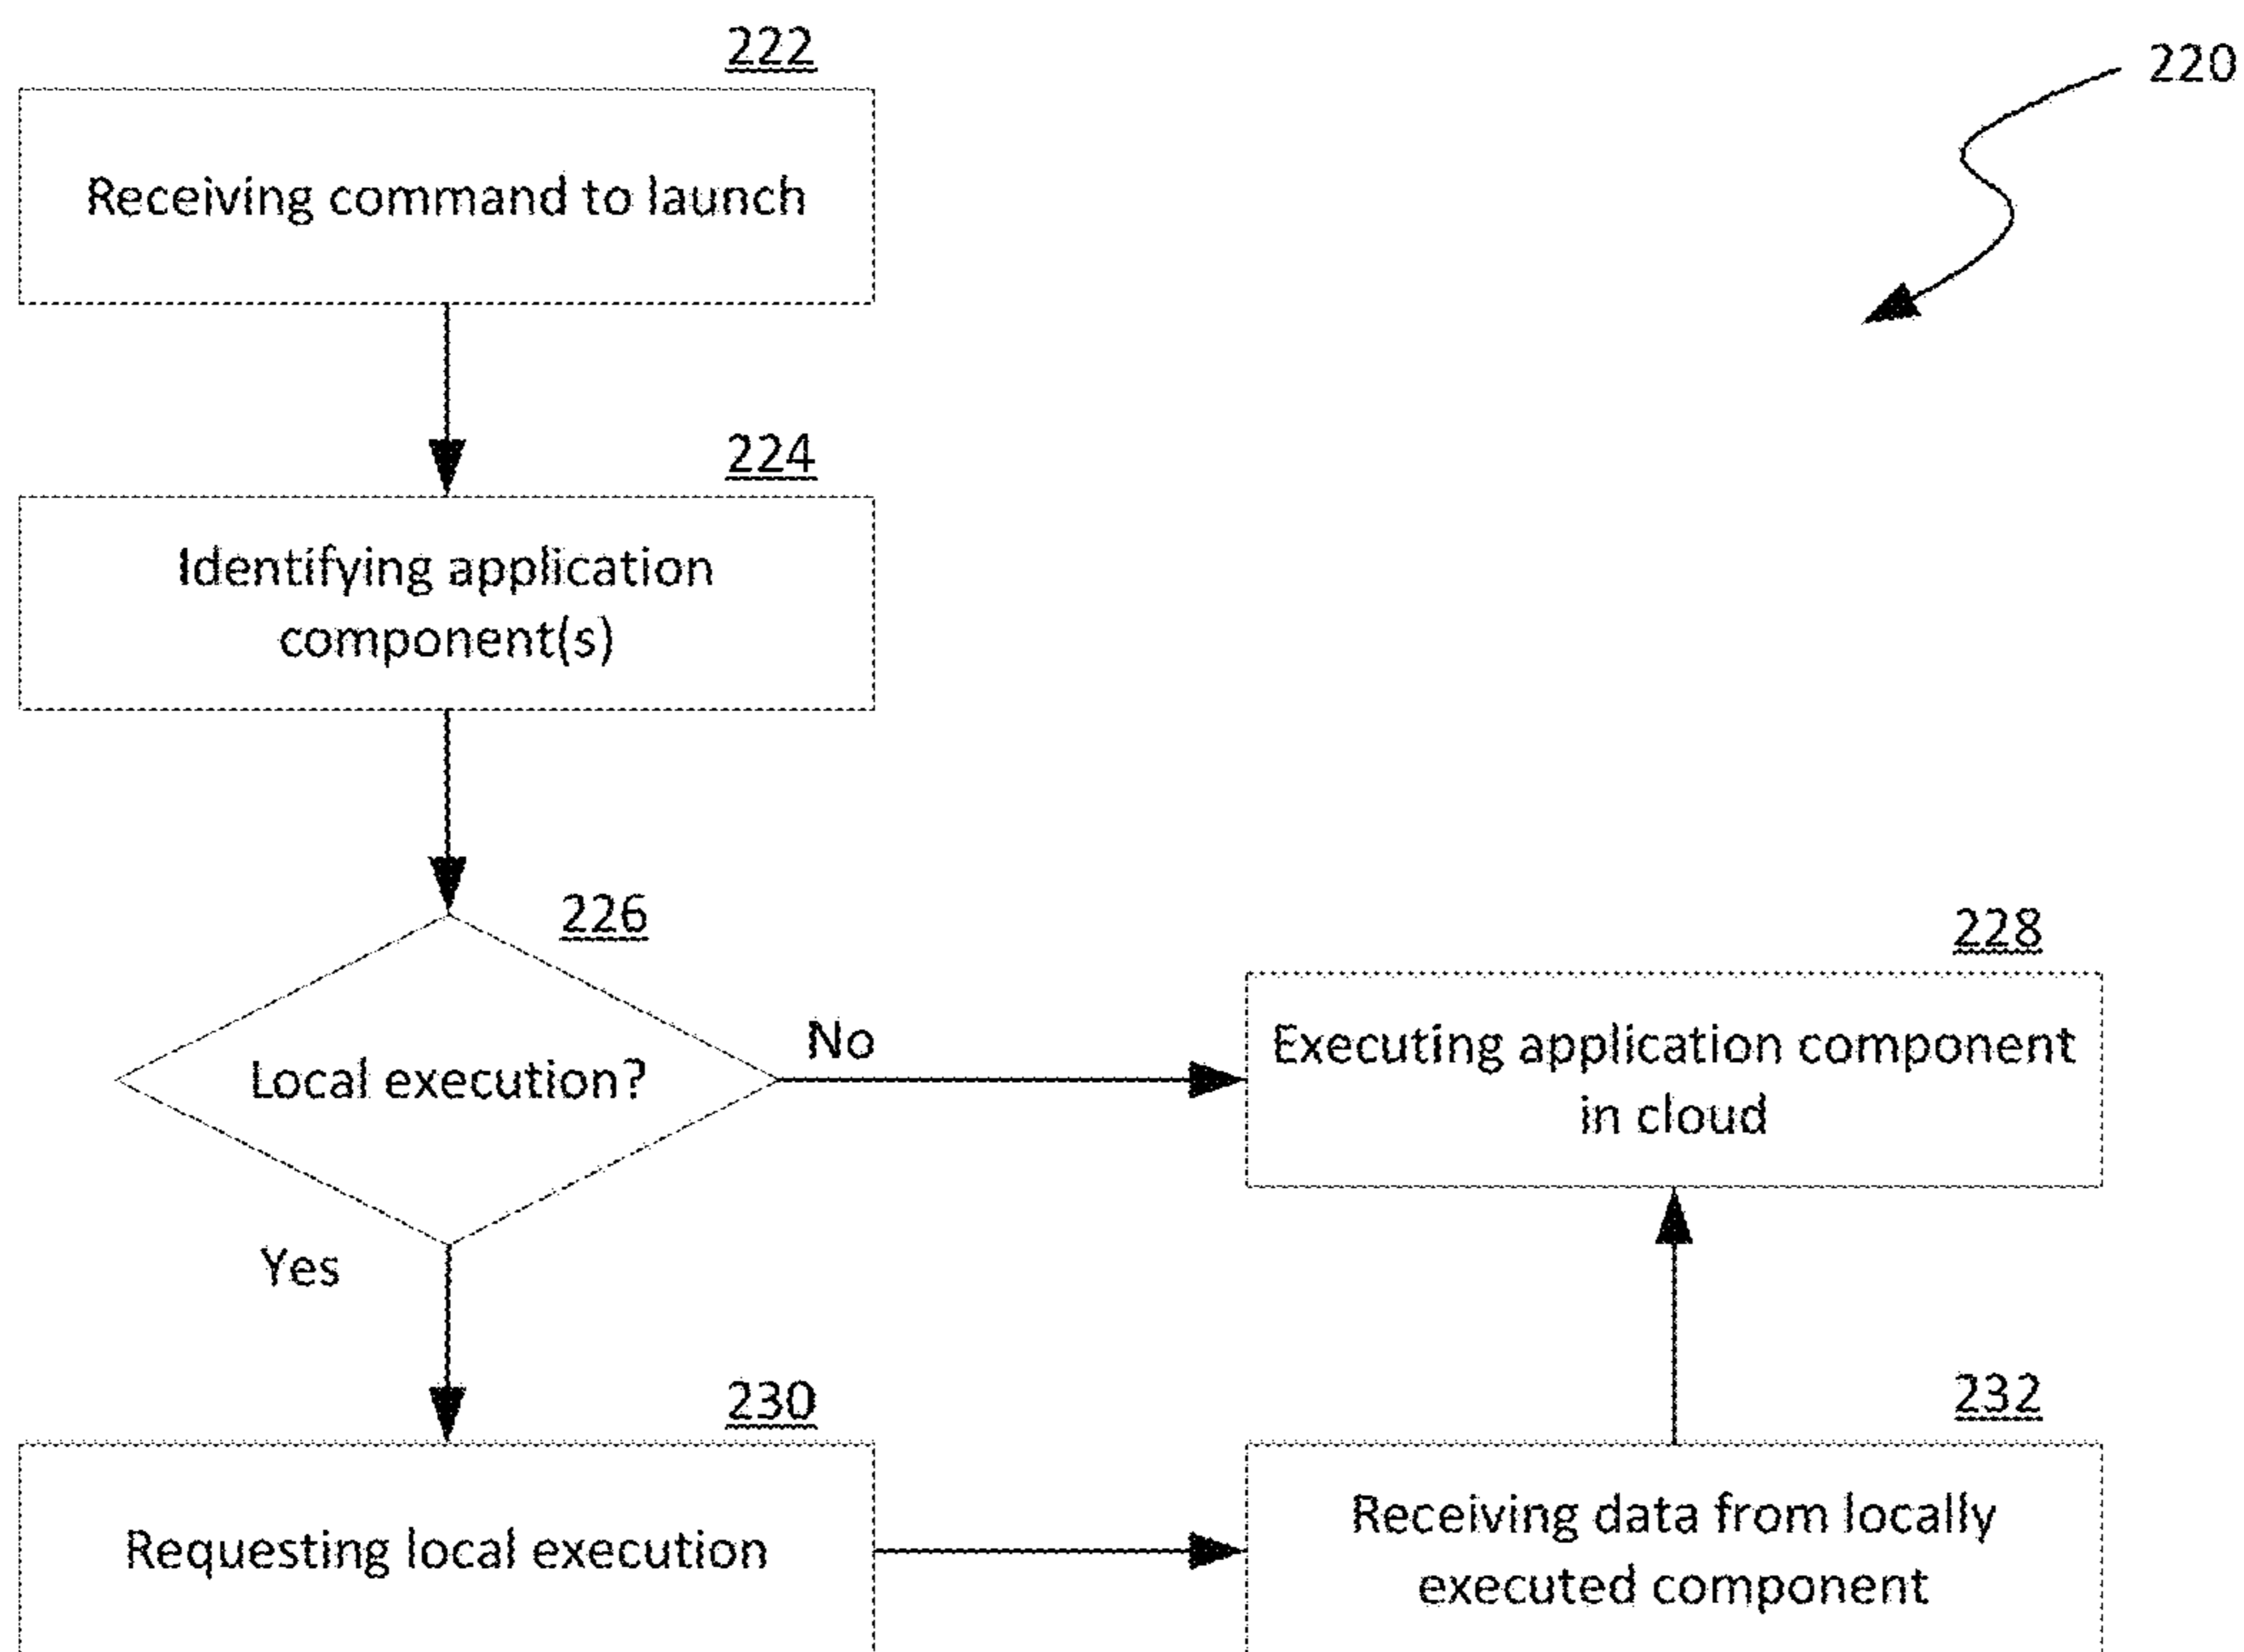 222
220
Receiving command to launch
224
Identifying application
component(s)
226
Local execution?
No
Yes
228
Executing application component
in cloud
230
Requesting local execution
232
Receiving data from locally
executed component